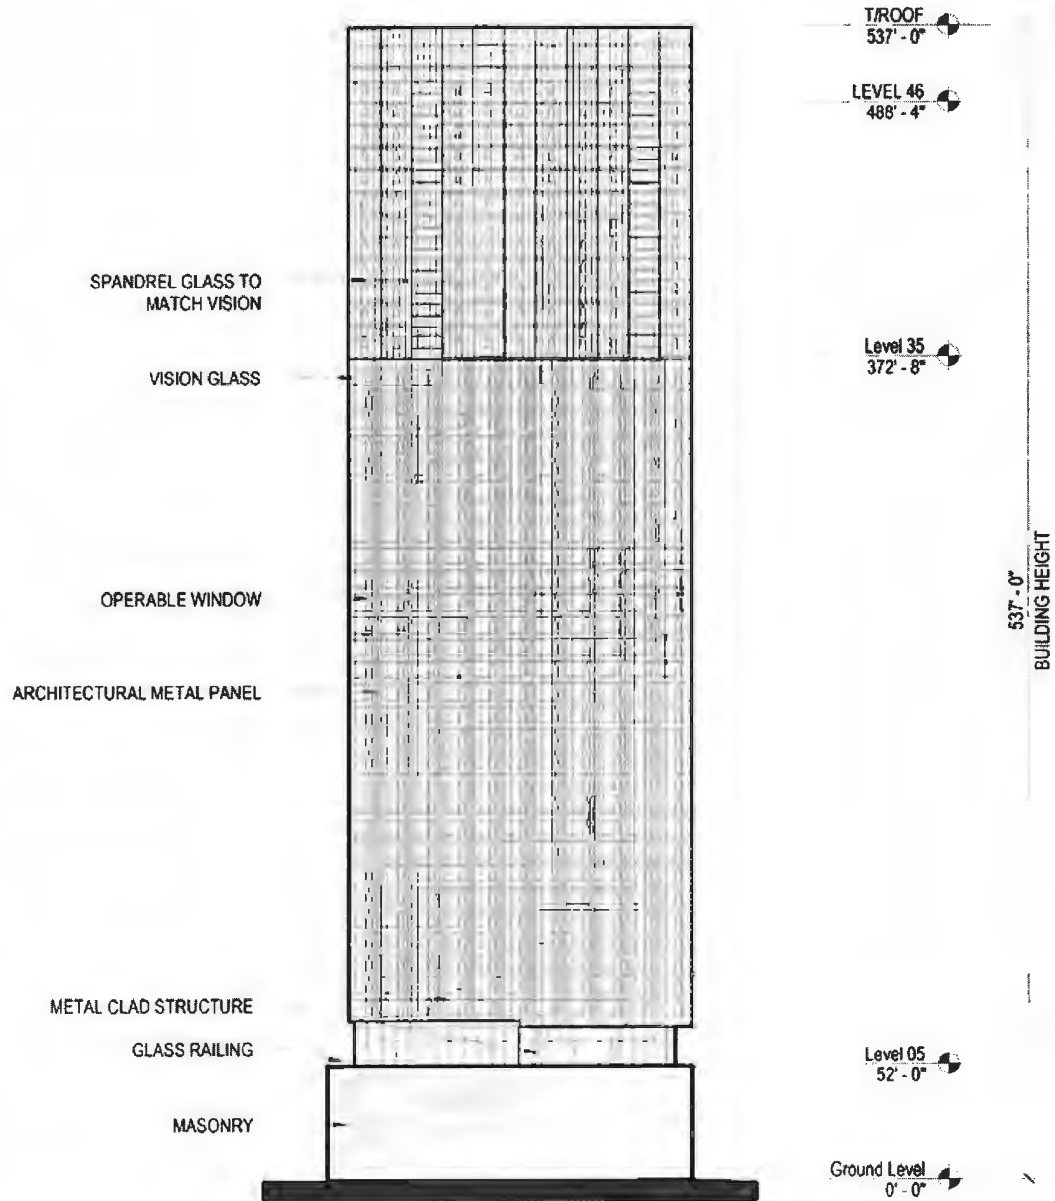 T/ROOF
537' - 0"
LEVEL 46
488' - 4"
SPANDREL GLASS TO
MATCH VISION
Level 35
372' - 8"
VISION GLASS
OPERABLE WINDOW
537' - 0"
BUILDING HEIGHT
ARCHITECTURAL METAL PANEL
METAL CLAD STRUCTURE
GLASS RAILING
Level 05
52' - 0"
MASONRY
Ground Level
0' - 0"